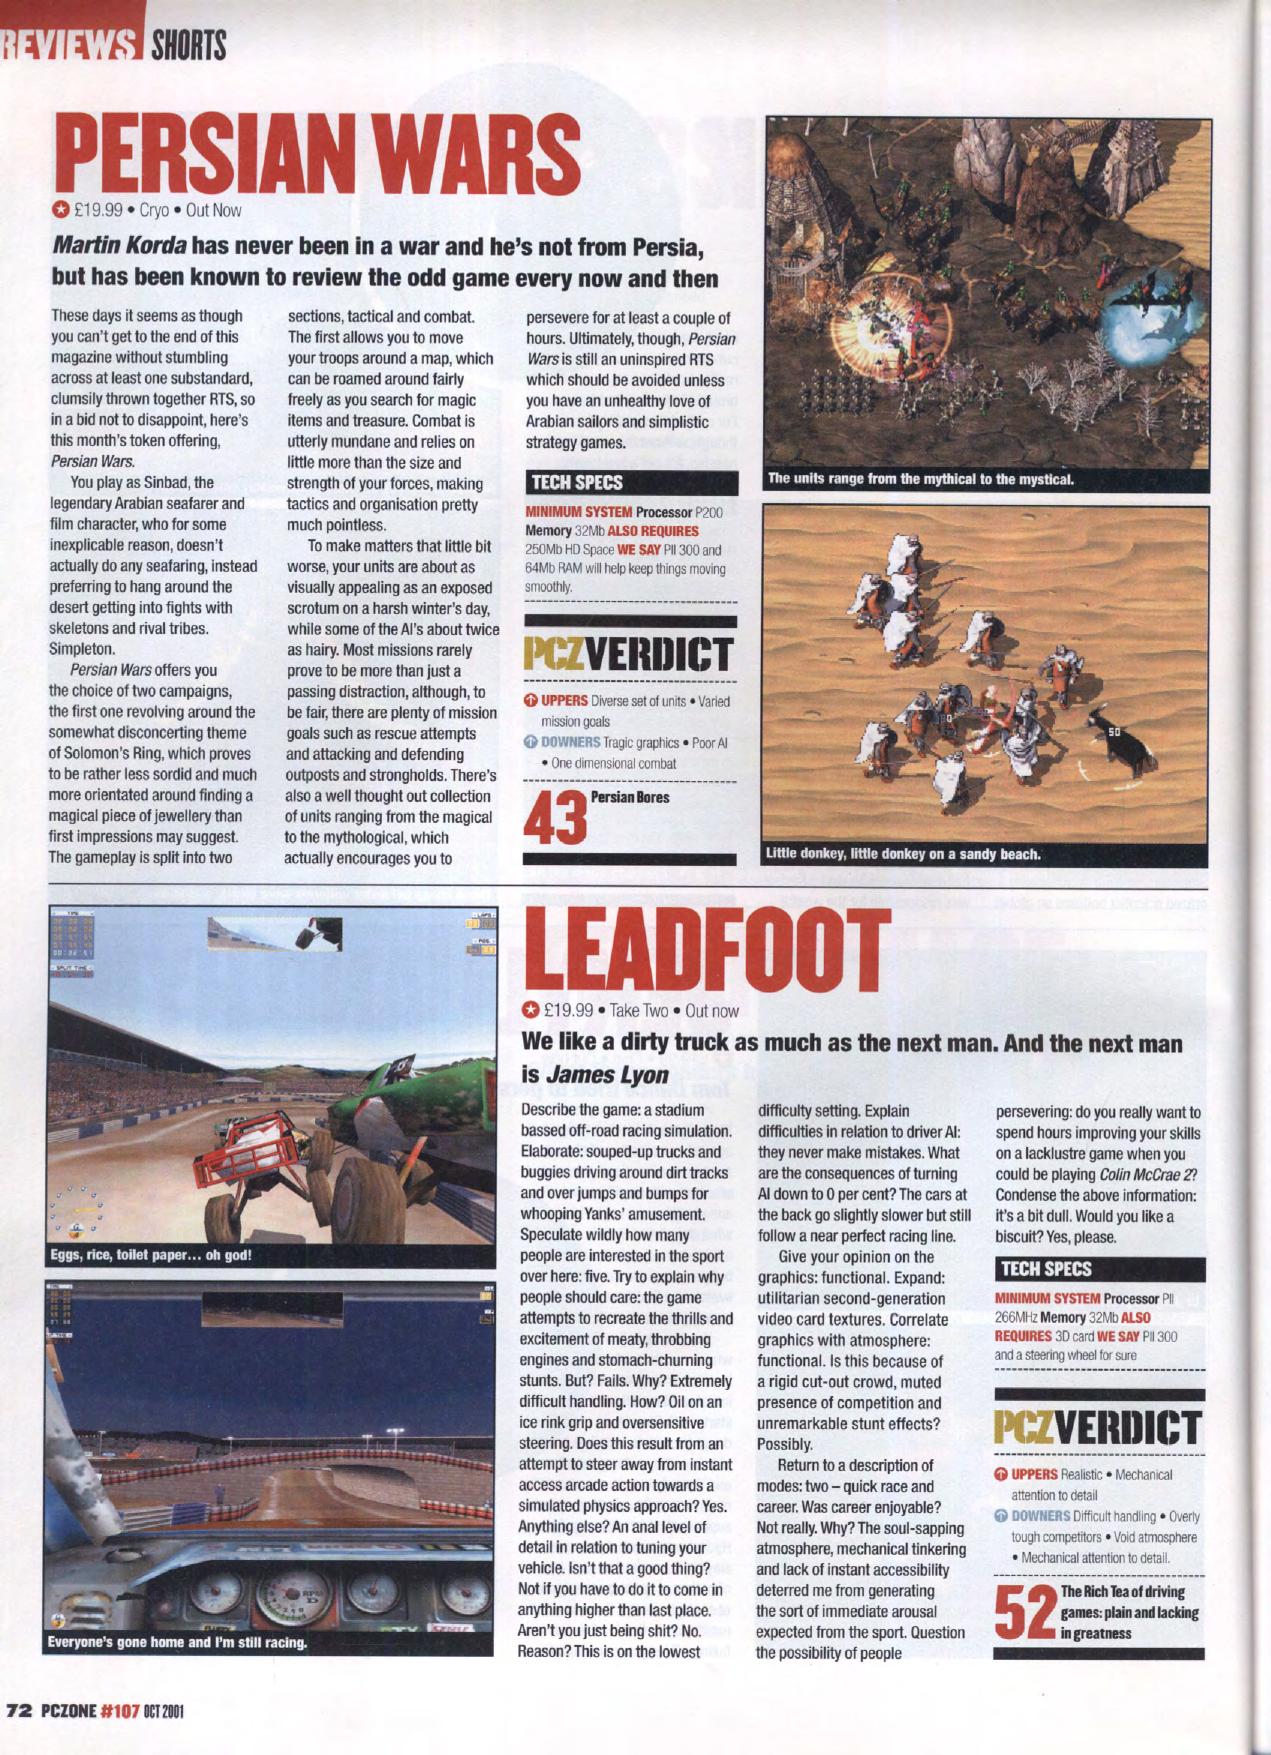 REVIEWS SHORTS
PERSIAN WARS
£19.99 • Cryo • Out Now
Martin Korda has never been in a war and he's not from Persia,
but has been known to review the odd game every now and then
These days it seems as though
you can't get to the end of this
magazine without stumbling
across at least one substandard,
clumsily thrown together RTS, so
in a bid not to disappoint, here's
this month's token offering,
Persian Wars.
You play as Sinbad, the
legendary Arabian seafarer and
film character, who for some
inexplicable reason, doesn't
actually do any seafaring, instead
preferring to hang around the
desert getting into fights with
skeletons and rival tribes.
Simpleton.
Persian Wars offers you
the choice of two campaigns,
the first one revolving around the
somewhat disconcerting theme
of Solomon's Ring, which proves
to be rather less sordid and much
more orientated around finding a
magical piece of jewellery than
first impressions may suggest.
The gameplay is split into two
sections, tactical and combat.
The first allows you to move
your troops around a map, which
can be roamed around fairly
freely as you search for magic
items and treasure. Combat is
utterly mundane and relies on
little more than the size and
strength of your forces, making
tactics and organisation pretty
much pointless.
To make matters that little bit
worse, your units are about as
visually appealing as an exposed
scrotum on a harsh winter's day,
while some of the AI's about twice
as hairy. Most missions rarely
prove to be more than just a
passing distraction, although, to
be fair, there are plenty of mission
goals such as rescue attempts
and attacking and defending
outposts and strongholds. There's
also a well thought out collection
of units ranging from the magical
to the mythological, which
actually encourages you to
persevere for at least a couple of
hours. Ultimately, though, Persian
Wars is still an uninspired RTS
which should be avoided unless
you have an unhealthy love of
Arabian sailors and simplistic
strategy games.
TECH SPECS
MINIMUM SYSTEM Processor P200
Memory 32Mb ALSO REQUIRES
250Mb HD Space WE SAY PII 300 and
64Mb RAM will help keep things moving
smoothly.
PCZVERDICT
UPPERS Diverse set of units • Varied
mission goals
DOWNERS Tragic graphics • Poor AI
• One dimensional combat
43 Persian Bores
The units range from the mythical to the mystical.
50
Little donkey, little donkey on a sandy beach.
TIME
SPLIT TIME
LAPS
POS.
Eggs, rice, toilet paper... oh god!
Everyone's gone home and I'm still racing.
LEADFOOT
£19.99 • Take Two • Out now
We like a dirty truck as much as the next man. And the next man
is James Lyon
Describe the game: a stadium
bassed off-road racing simulation.
Elaborate: souped-up trucks and
buggies driving around dirt tracks
and over jumps and bumps for
whooping Yanks' amusement.
Speculate wildly how many
people are interested in the sport
over here: five. Try to explain why
people should care: the game
attempts to recreate the thrills and
excitement of meaty, throbbing
engines and stomach-churning
stunts. But? Fails. Why? Extremely
difficult handling. How? Oil on an
ice rink grip and oversensitive
steering. Does this result from an
attempt to steer away from instant
access arcade action towards a
simulated physics approach? Yes.
Anything else? An anal level of
detail in relation to tuning your
vehicle. Isn't that a good thing?
Not if you have to do it to come in
anything higher than last place.
Aren't you just being shit? No.
Reason? This is on the lowest
difficulty setting. Explain
difficulties in relation to driver AI:
they never make mistakes. What
are the consequences of turning
AI down to 0 per cent? The cars at
the back go slightly slower but still
follow a near perfect racing line.
Give your opinion on the
graphics: functional. Expand:
utilitarian second-generation
video card textures. Correlate
graphics with atmosphere:
functional. Is this because of
a rigid cut-out crowd, muted
presence of competition and
unremarkable stunt effects?
Possibly.
Return to a description of
modes: two – quick race and
career. Was career enjoyable?
Not really. Why? The soul-sapping
atmosphere, mechanical tinkering
and lack of instant accessibility
deterred me from generating
the sort of immediate arousal
expected from the sport. Question
the possibility of people
persevering: do you really want to
spend hours improving your skills
on a lacklustre game when you
could be playing Colin McCrae 2?
Condense the above information:
it's a bit dull. Would you like a
biscuit? Yes, please.
TECH SPECS
MINIMUM SYSTEM Processor PII
266MHz Memory 32Mb ALSO
REQUIRES 3D card WE SAY PII 300
and a steering wheel for sure
PCZVERDICT
UPPERS Realistic • Mechanical
attention to detail
DOWNERS Difficult handling • Overly
tough competitors • Void atmosphere
• Mechanical attention to detail.
52 The Rich Tea of driving
games: plain and lacking
in greatness
72 PCZONE #107 OCT 2001